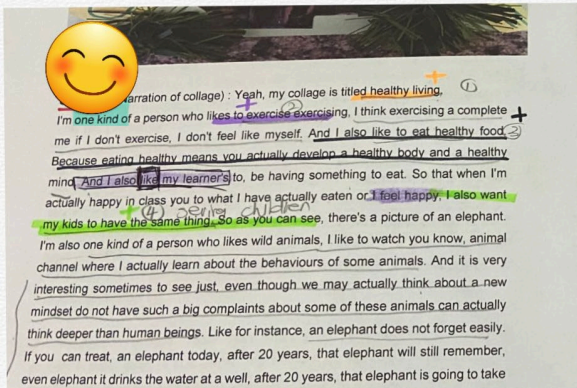 arration of collage) : Yeah, my collage is titled healthy living, ①
I'm one kind of a person who likes to exercise exercising, I think exercising a complete
me if I don't exercise, I don't feel like myself. And I also like to eat healthy food,
Because eating healthy means you actually develop a healthy body and a healthy
mind. And I also like my learner's to, be having something to eat. So that when I'm
actually happy in class you to what I have actually eaten or I feel happy, I also want
(4) children
my kids to have the same thing. So as you can see, there's a picture of an elephant.
I'm also one kind of a person who likes wild animals, I like to watch you know, animal
channel where I actually learn about the behaviours of some animals. And it is very
interesting sometimes to see just, even though we may actually think about a new
mindset do not have such a big complaints about some of these animals can actually
think deeper than human beings. Like for instance, an elephant does not forget easily.
If you can treat, an elephant today, after 20 years, that elephant will still remember,
even elephant it drinks the water at a well, after 20 years, that elephant is going to take